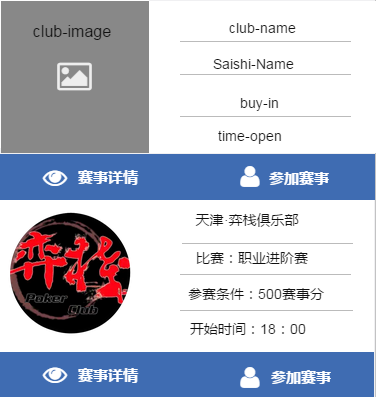 club-image
club-name
Saishi-Name
buy-in
time-open
赛事详情
参加赛事
弈栈
Poker
Club
天津·弈栈俱乐部
比赛：职业进阶赛
参赛条件：500赛事分
开始时间：18：00
赛事详情
参加赛事